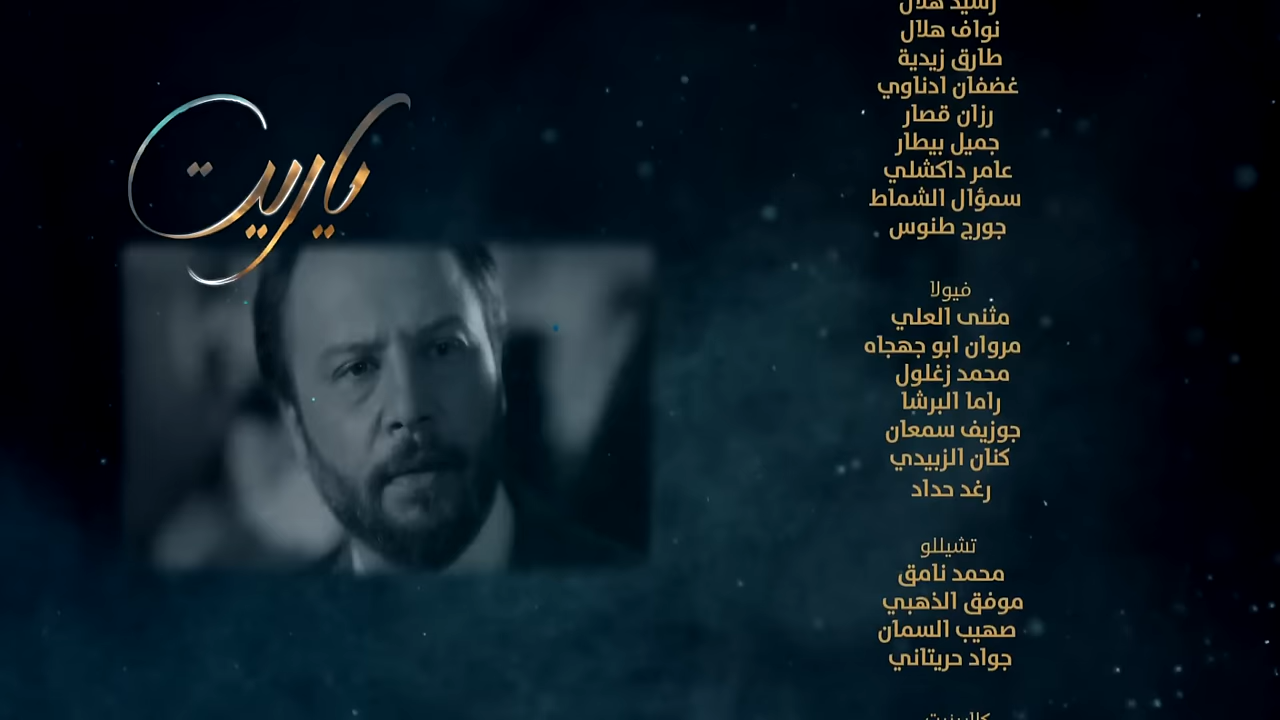 ياريت
رشيد هلال
نواف هلال
طارق زيدية
غضفان ادناوي
رزان قصار
جميل بيطار
عامر داكشلي
سمؤال الشماط
جورج طنوس
فيولا
مثنى العلي
مروان ابو جهجاه
محمد زغلول
راما البرشا
جوزيف سمعان
كنان الزبيدي
رغد حداد
تشيللو
محمد نامق
موفق الذهبي
صهيب السمان
جواد حريتاني